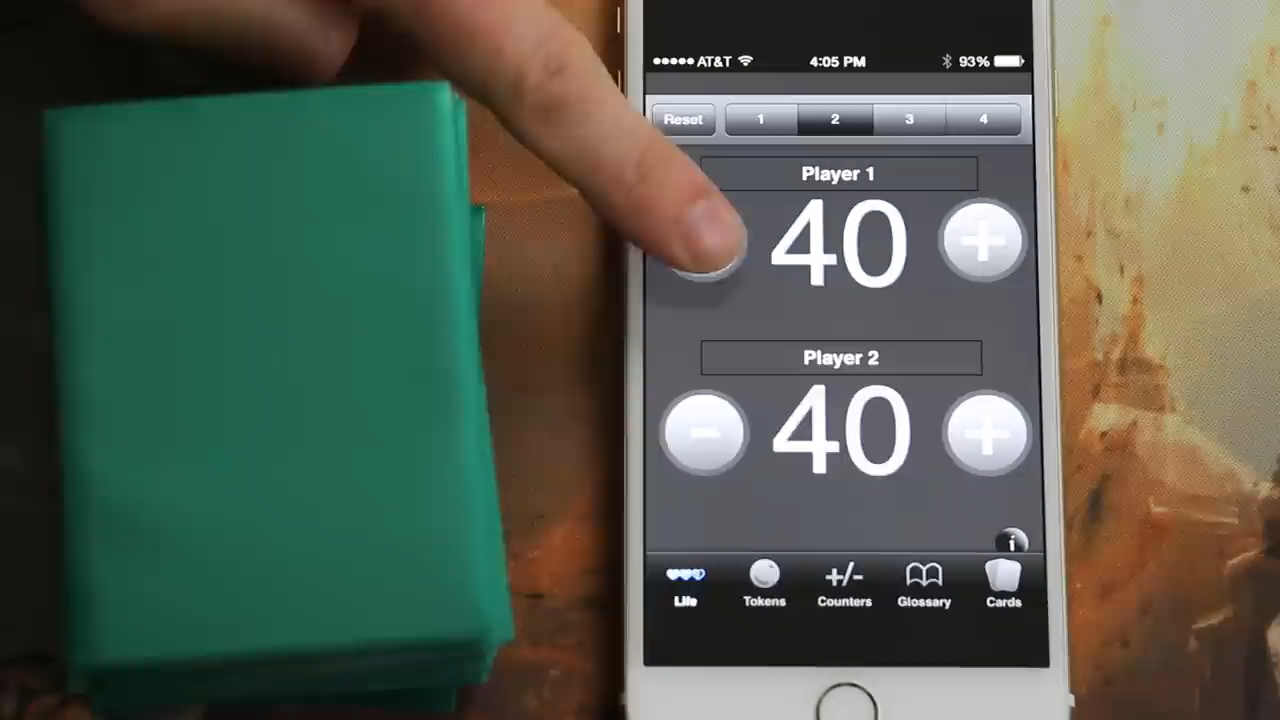 ●●●●● AT&T 4:05 PM 93%
Reset 1 2 3 4
Player 1
40 +
Player 2
- 40 +
i
+/-
Life Tokens Counters Glossary Cards